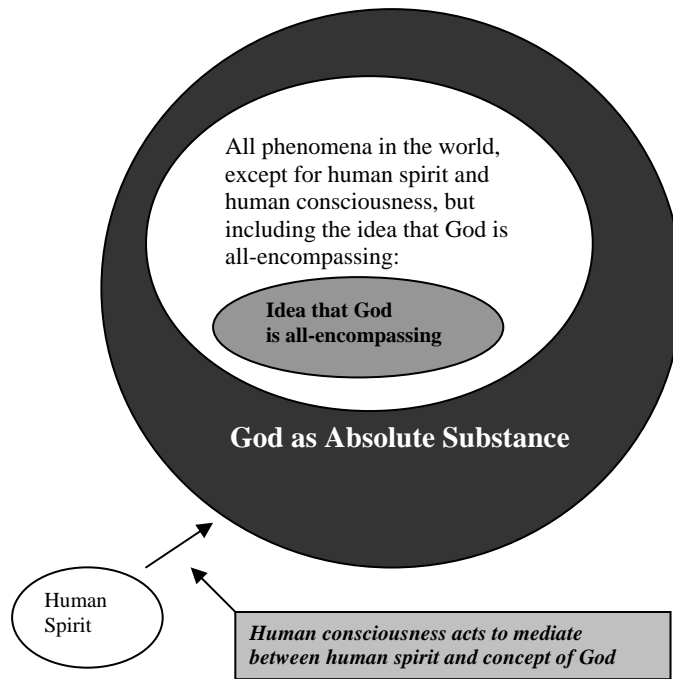 All phenomena in the world,
except for human spirit and
human consciousness, but
including the idea that God is
all-encompassing:
Idea that God
is all-encompassing
God as Absolute Substance
Human
Spirit
Human consciousness acts to mediate
between human spirit and concept of God